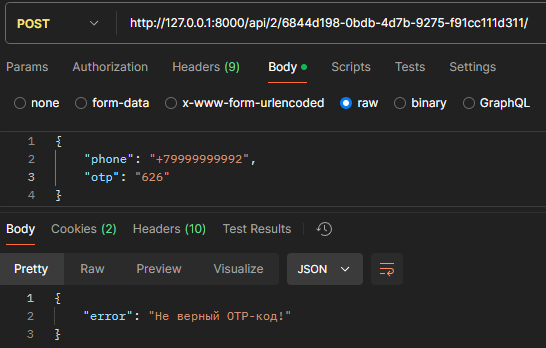 POST http://127.0.0.1:8000/api/2/6844d198-0bdb-4d7b-9275-f91cc111d311/
Params Authorization Headers (9) Body Scripts Tests Settings
none form-data x-www-form-urlencoded raw binary GraphQL
1 {
2 "phone": "+79999999992",
3 "otp": "626"
4 }
Body Cookies (2) Headers (10) Test Results
Pretty Raw Preview Visualize JSON
1 {
2 "error": "Не верный OTP-код!"
3 }